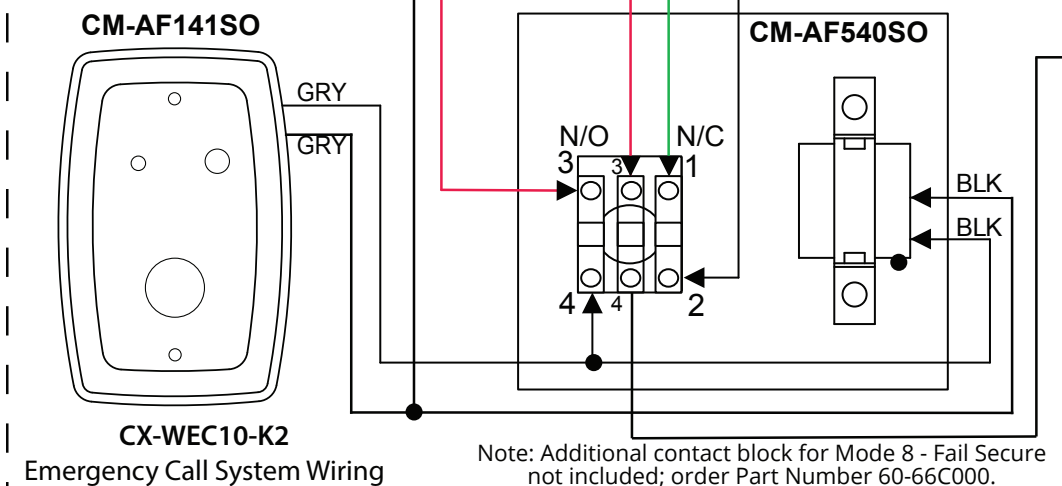 CM-AF141SO
CM-AF540SO
GRY
GRY
N/O
N/C
3
3
1
BLK
BLK
4
4
2
CX-WEC10-K2
Emergency Call System Wiring
Note: Additional contact block for Mode 8 - Fail Secure
not included; order Part Number 60-66C000.